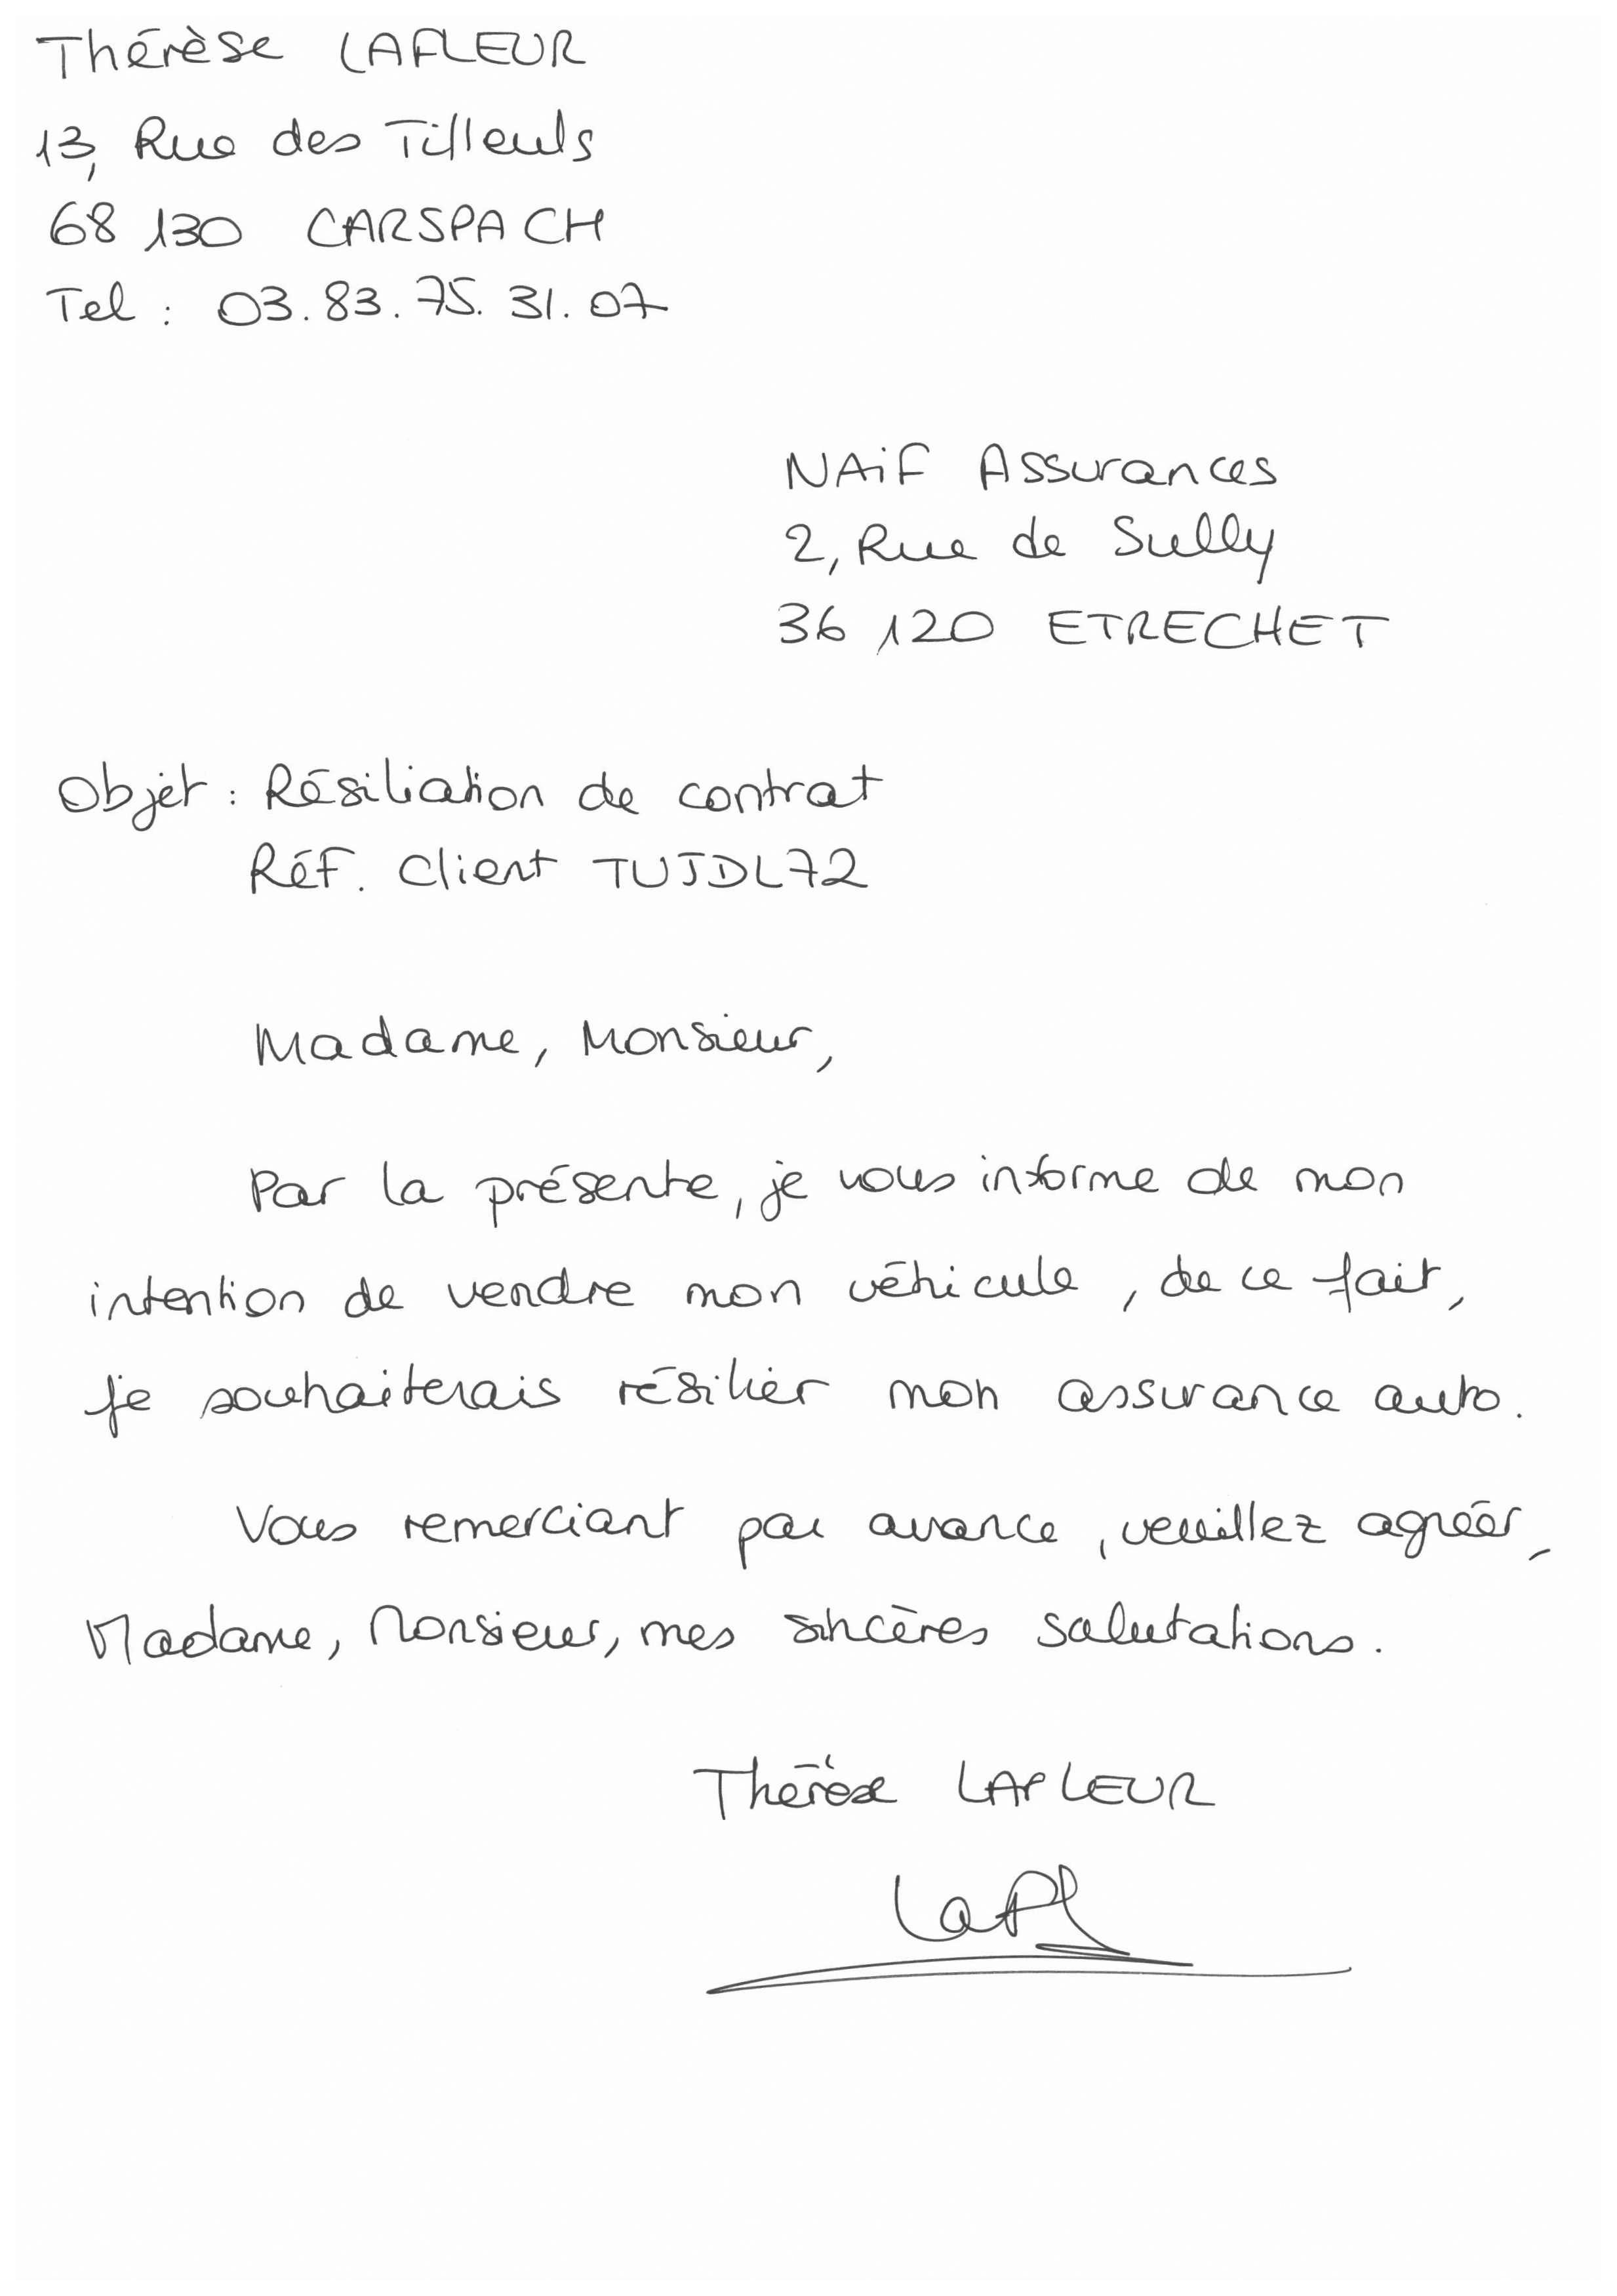 Thérèse LAFLEUR
13, Rue des Tilleuls
68 130 CARSPACH
Tel : 03.83.75.31.07
NAiF Assurances
2, Rue de Sully
36 120 ETRECHET
Objet : Résiliation de contrat
RéF. Client TUJDL72
Madame, Monsieur,
Par la présente, je vous informe de mon
intention de vendre mon véhicule, de ce fait,
je souhaiterais résilier mon assurance auto.
Vous remerciant par avance, veuillez agréér,
Madame, Monsieur, mes sincères salutations.
Thérèse LAFLEUR
Lafl